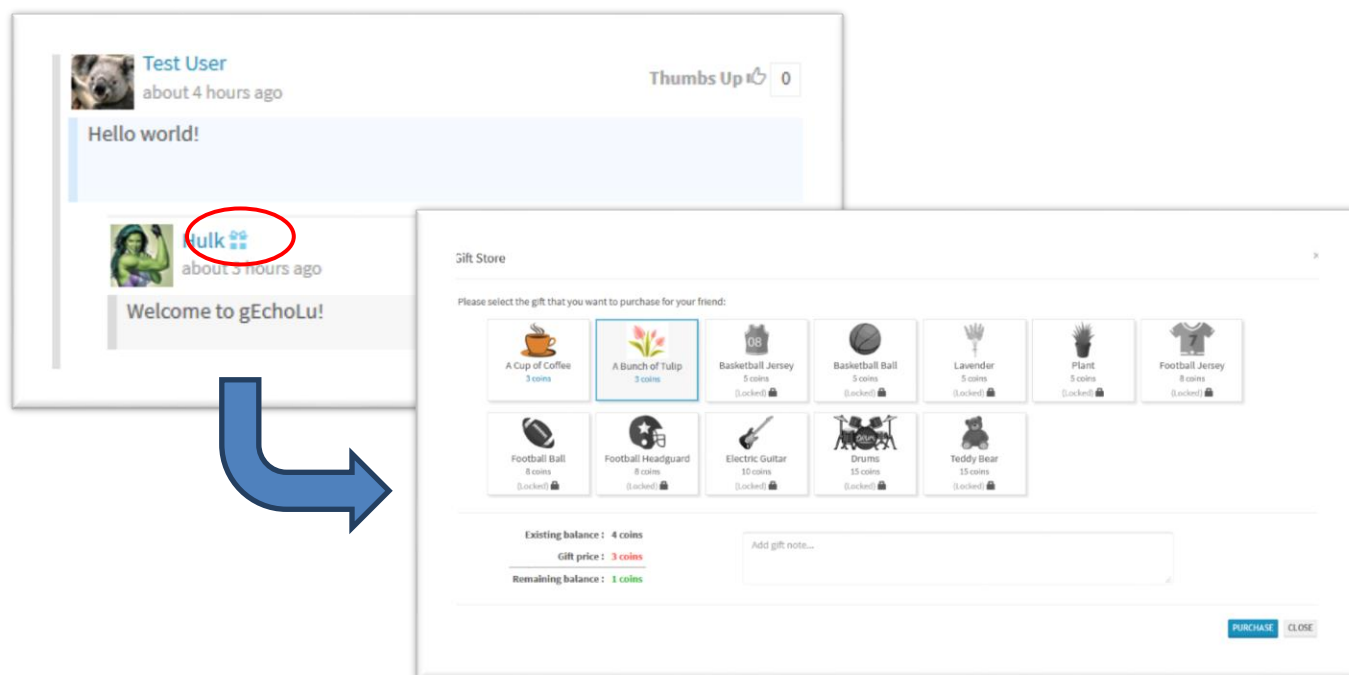 Test User
about 4 hours ago
Thumbs Up 0
Hello world!
Hulk
about 3 hours ago
Welcome to gEchoLu!
Gift Store
×
Please select the gift that you want to purchase for your friend:
08 7
A Cup of Coffee A Bunch of Tulip Basketball Jersey Basketball Ball Lavender Plant Football Jersey
3 coins 3 coins 5 coins 5 coins 5 coins 5 coins 8 coins
(Locked) (Locked) (Locked) (Locked) (Locked)
Football Ball Football Headguard Electric Guitar Drums Teddy Bear
8 coins 8 coins 10 coins 15 coins 15 coins
(Locked) (Locked) (Locked) (Locked) (Locked)
Existing balance : 4 coins
Gift price : 3 coins
Remaining balance : 1 coins
Add gift note...
PURCHASE CLOSE